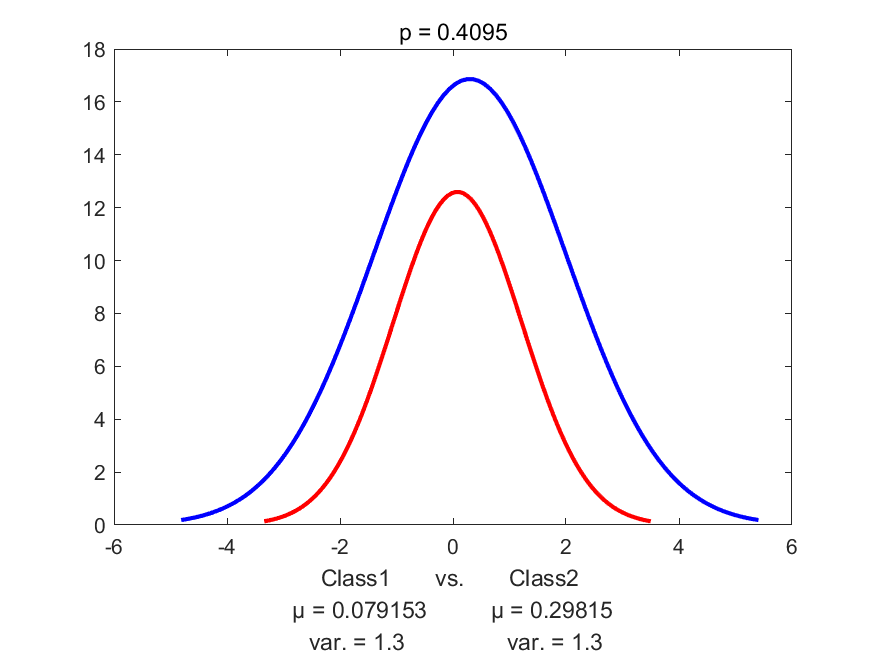 p = 0.4095
18
16
14
12
10
8
6
4
2
0
-6 -4 -2 0 2 4 6
Class1 vs. Class2
μ = 0.079153 μ = 0.29815
var. = 1.3 var. = 1.3